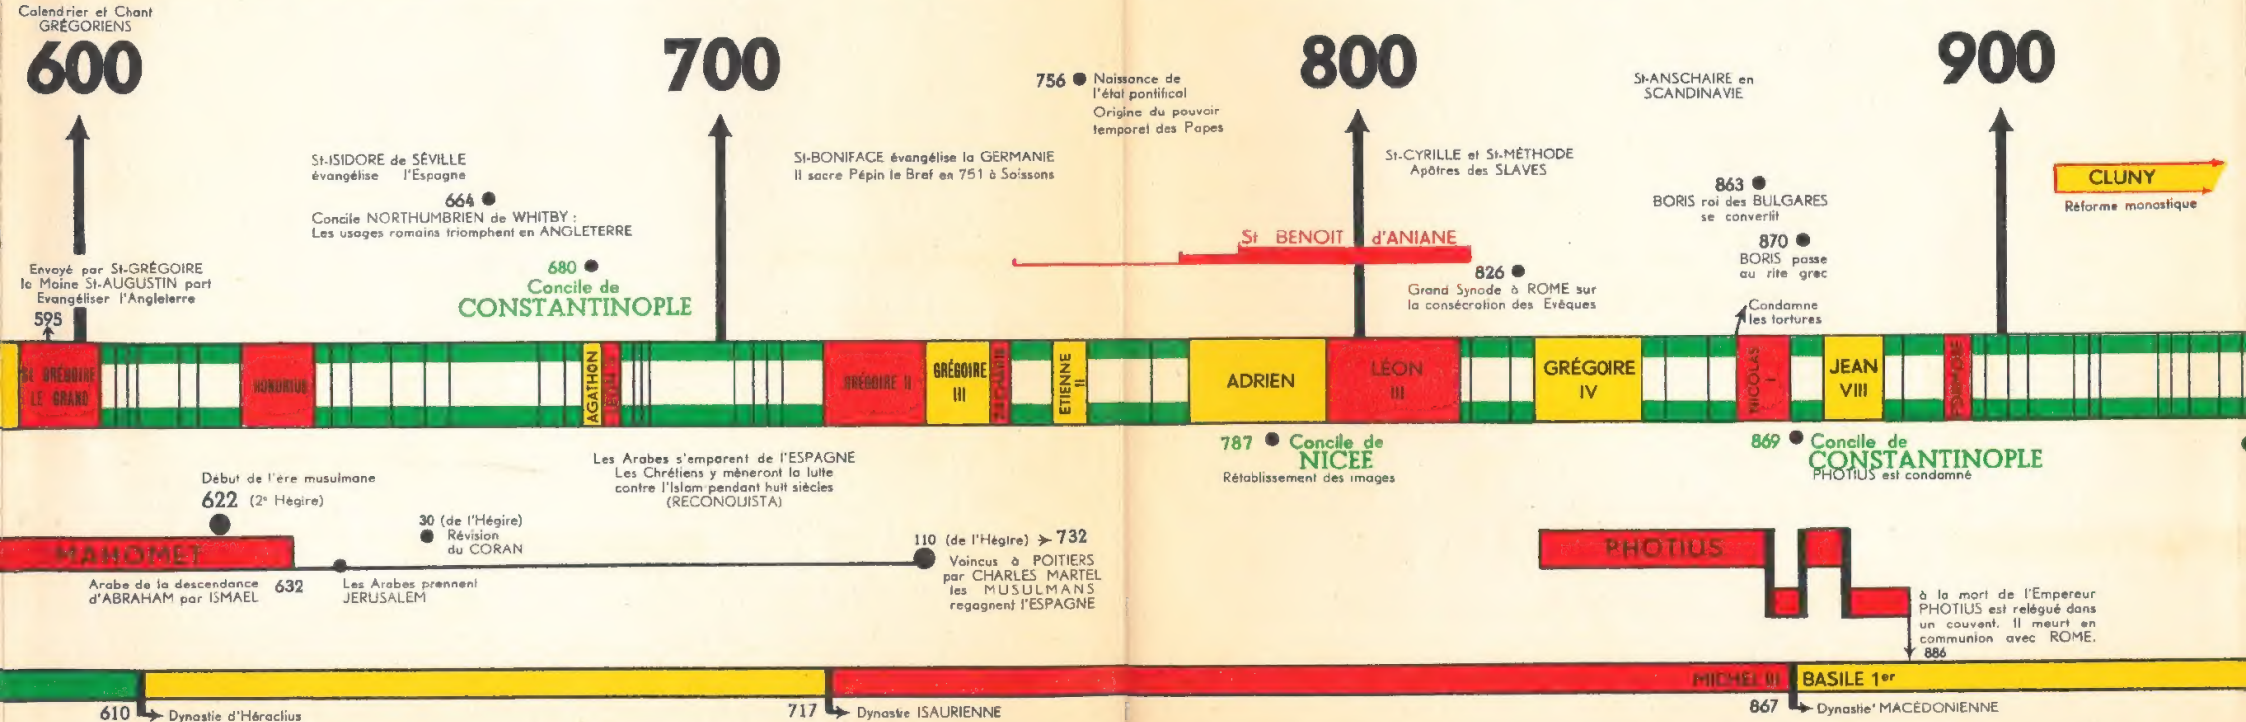 Calendrier et Chant
GRÉGORIENS
600
700
800
900
756
Naissance de
l'état pontifical
Origine du pouvoir
temporel des Papes
St-ANSCHAIRE en
SCANDINAVIE
St-ISIDORE de SÉVILLE
évangélise l'Espagne
664
Concile NORTHUMBRIEN de WHITBY :
Les usages romains triomphent en ANGLETERRE
St-BONIFACE évangélise la GERMANIE
Il sacre Pépin le Bref en 751 à Soissons
St-CYRILLE et St-MÉTHODE
Apôtres des SLAVES
863
BORIS roi des BULGARES
se convertit
870
BORIS passe
au rite grec
CLUNY
Réforme monastique
Envoyé par St-GRÉGOIRE
le Moine St-AUGUSTIN part
Evangéliser l'Angleterre
595
680
Concile de
CONSTANTINOPLE
St BENOIT d'ANIANE
826
Grand Synode à ROME sur
la consécration des Evêques
Condamne
les tortures
St GRÉGOIRE
LE GRAND
HONORIUS
AGATHON
LEON II
GRÉGOIRE II
GRÉGOIRE
III
ZACHARIE
ETIENNE
II
ADRIEN
LÉON
III
GRÉGOIRE
IV
NICOLAS
I
JEAN
VIII
FORMOSE
787
Concile de
NICÉE
Rétablissement des images
869
Concile de
CONSTANTINOPLE
PHOTIUS est condamné
Les Arabes s'emparent de l'ESPAGNE
Les Chrétiens y mèneront la lutte
contre l'Islam pendant huit siècles
(RECONQUISTA)
Début de l'ère musulmane
622 (2e Hégire)
30 (de l'Hégire)
Révision
du CORAN
110 (de l'Hégire) 732
Vaincus à POITIERS
par CHARLES MARTEL
les MUSULMANS
regagnent l'ESPAGNE
MAHOMET
Arabe de la descendance
d'ABRAHAM par ISMAEL
632
Les Arabes prennent
JERUSALEM
PHOTIUS
à la mort de l'Empereur
PHOTIUS est relégué dans
un couvent. Il meurt en
communion avec ROME.
886
MICHEL III
BASILE 1er
610
Dynastie d'Héraclius
717
Dynastie ISAURIENNE
867
Dynastie MACÉDONIENNE